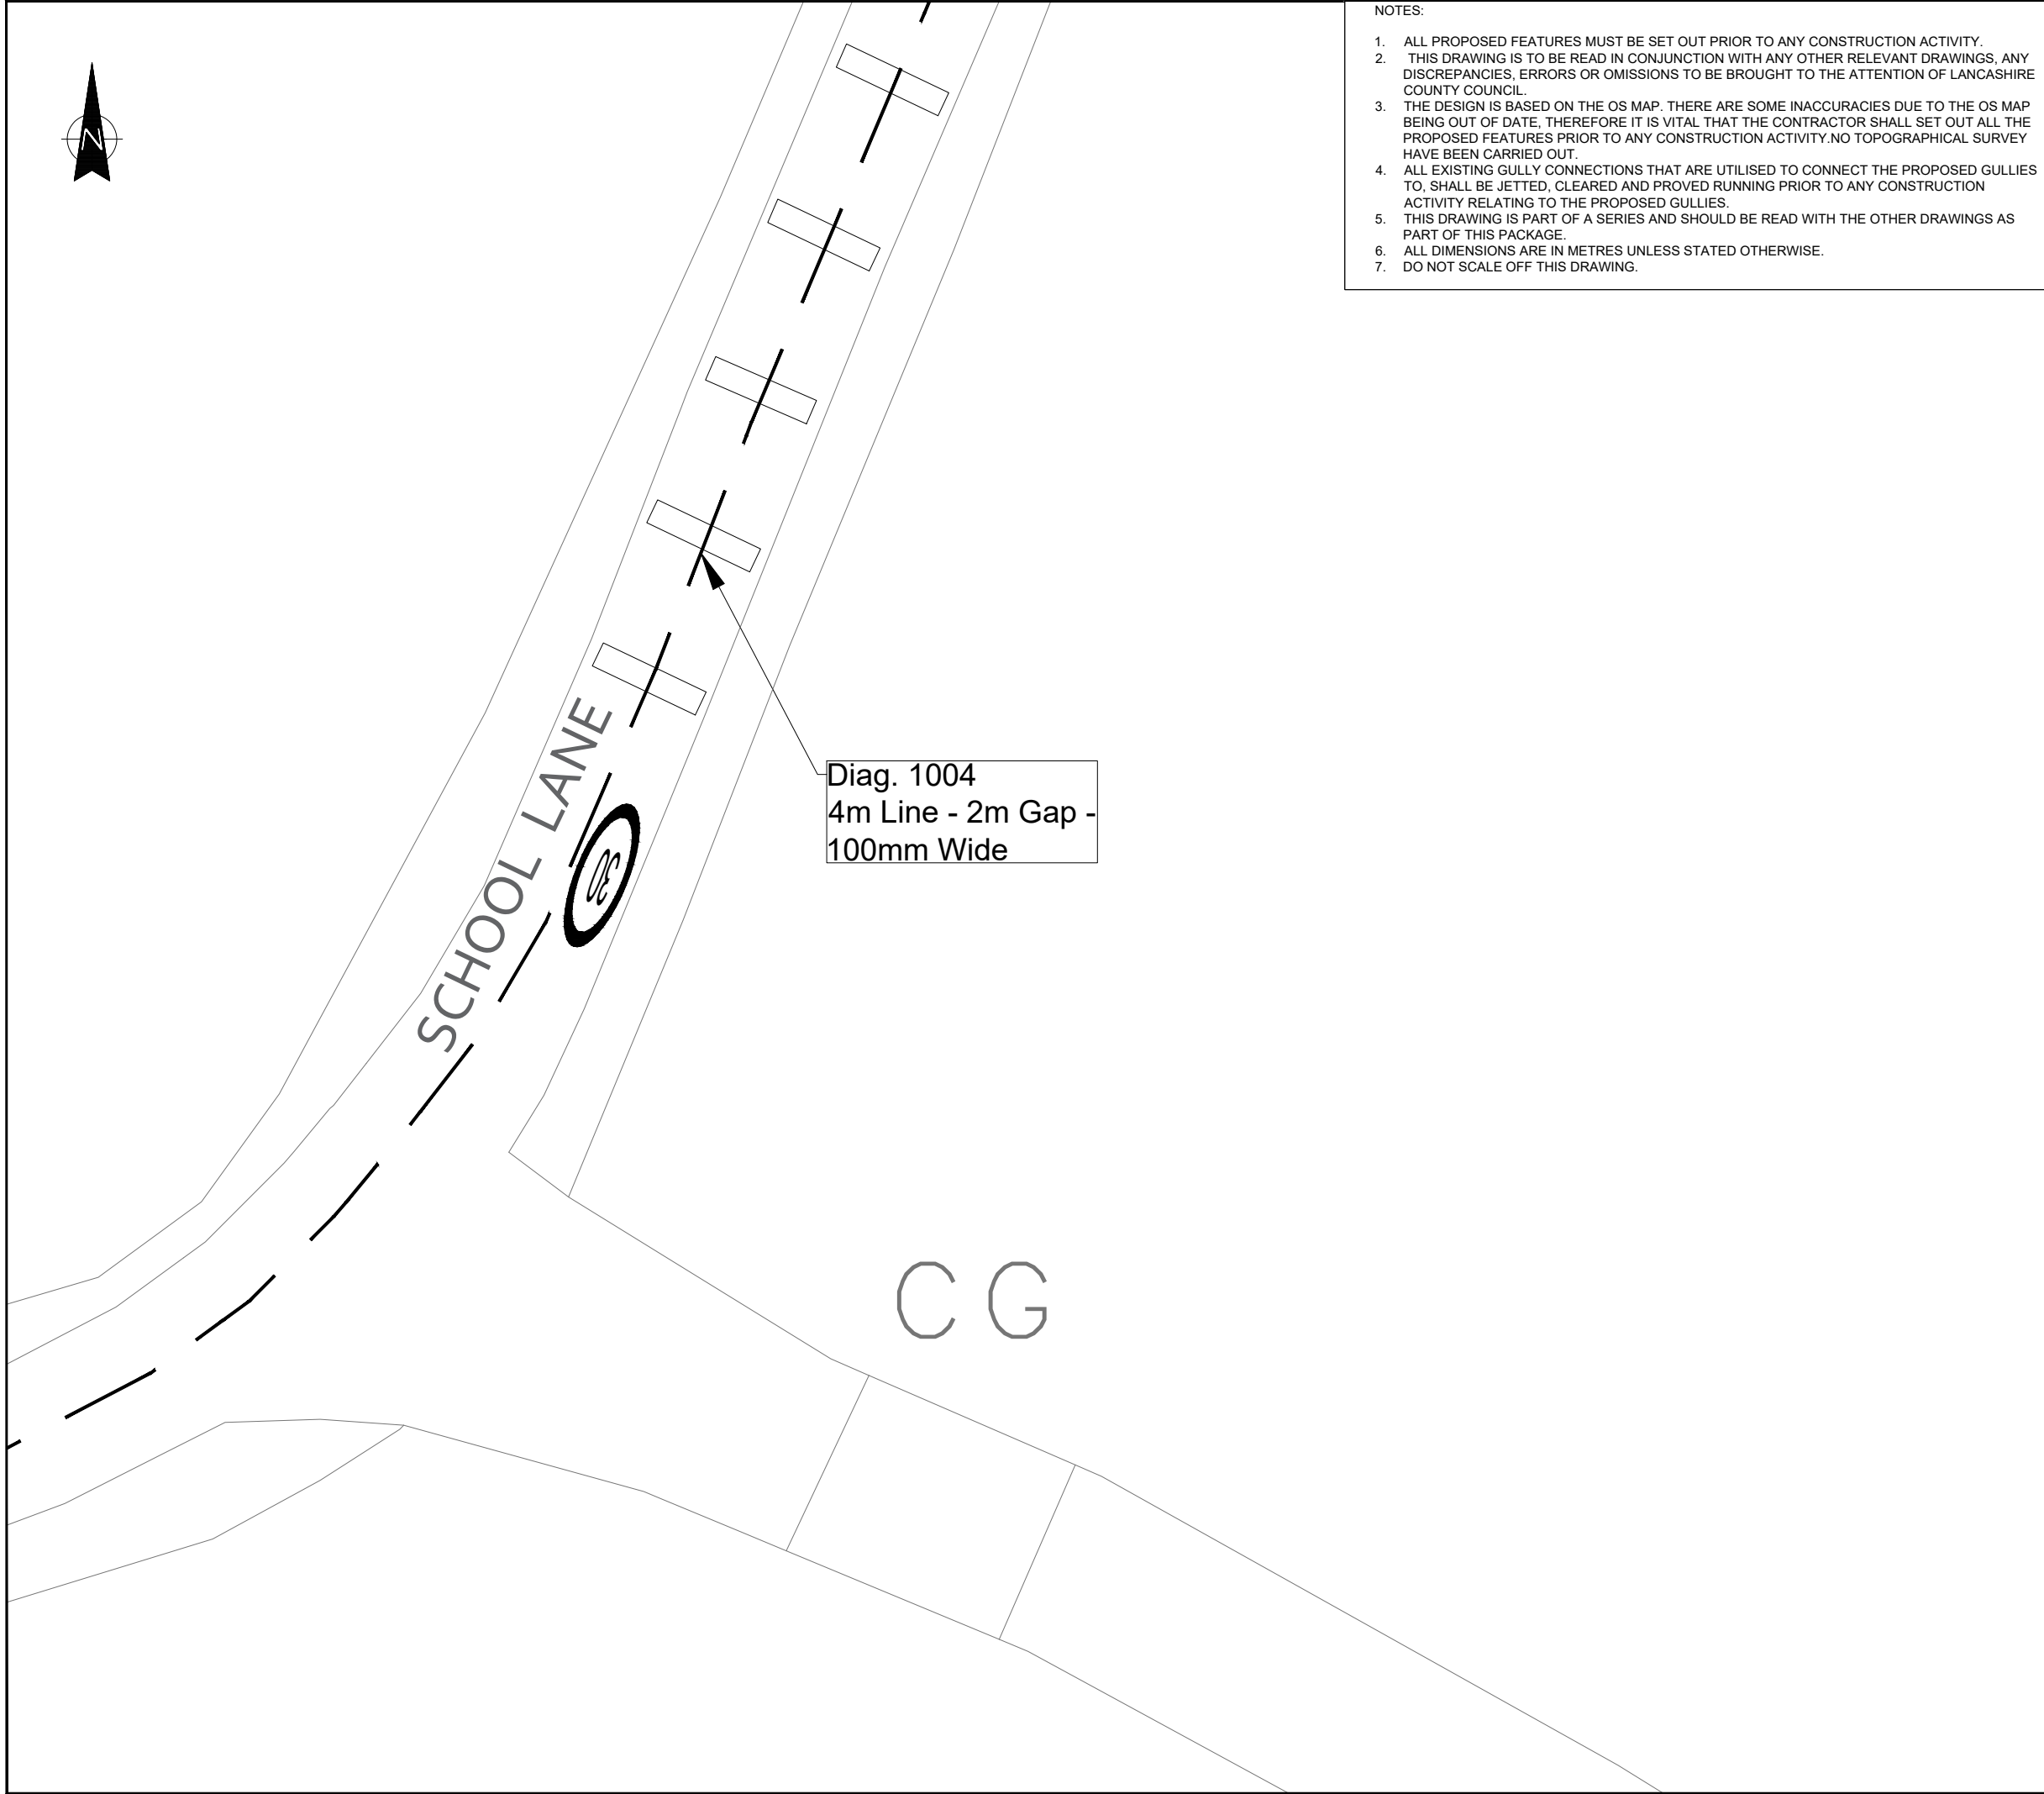 N
NOTES:
1. ALL PROPOSED FEATURES MUST BE SET OUT PRIOR TO ANY CONSTRUCTION ACTIVITY.
2. THIS DRAWING IS TO BE READ IN CONJUNCTION WITH ANY OTHER RELEVANT DRAWINGS, ANY
DISCREPANCIES, ERRORS OR OMISSIONS TO BE BROUGHT TO THE ATTENTION OF LANCASHIRE
COUNTY COUNCIL.
3. THE DESIGN IS BASED ON THE OS MAP. THERE ARE SOME INACCURACIES DUE TO THE OS MAP
BEING OUT OF DATE, THEREFORE IT IS VITAL THAT THE CONTRACTOR SHALL SET OUT ALL THE
PROPOSED FEATURES PRIOR TO ANY CONSTRUCTION ACTIVITY.NO TOPOGRAPHICAL SURVEY
HAVE BEEN CARRIED OUT.
4. ALL EXISTING GULLY CONNECTIONS THAT ARE UTILISED TO CONNECT THE PROPOSED GULLIES
TO, SHALL BE JETTED, CLEARED AND PROVED RUNNING PRIOR TO ANY CONSTRUCTION
ACTIVITY RELATING TO THE PROPOSED GULLIES.
5. THIS DRAWING IS PART OF A SERIES AND SHOULD BE READ WITH THE OTHER DRAWINGS AS
PART OF THIS PACKAGE.
6. ALL DIMENSIONS ARE IN METRES UNLESS STATED OTHERWISE.
7. DO NOT SCALE OFF THIS DRAWING.
Diag. 1004
4m Line - 2m Gap -
100mm Wide
SCHOOL LANE
30
CG